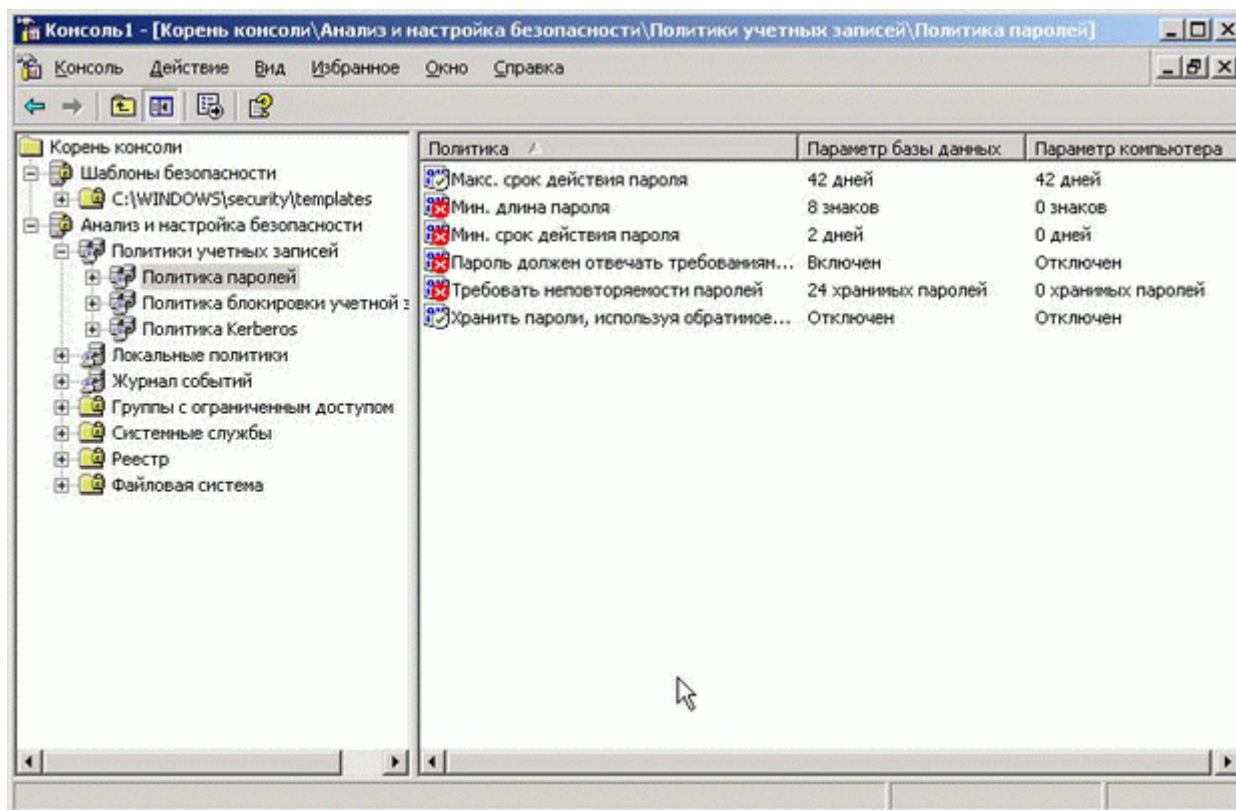 Консоль1 - [Корень консоли\Анализ и настройка безопасности\Политики учетных записей\Политика паролей]
Консоль Действие Вид Избранное Окно Справка
Корень консоли
Шаблоны безопасности
C:\WINDOWS\security\templates
Анализ и настройка безопасности
Политики учетных записей
Политика паролей
Политика блокировки учетной з
Политика Kerberos
Локальные политики
Журнал событий
Группы с ограниченным доступом
Системные службы
Реестр
Файловая система
Политика Параметр базы данных Параметр компьютера
Макс. срок действия пароля 42 дней 42 дней
Мин. длина пароля 8 знаков 0 знаков
Мин. срок действия пароля 2 дней 0 дней
Пароль должен отвечать требованиям... Включен Отключен
Требовать неповторяемости паролей 24 хранимых паролей 0 хранимых паролей
Хранить пароли, используя обратимое... Отключен Отключен